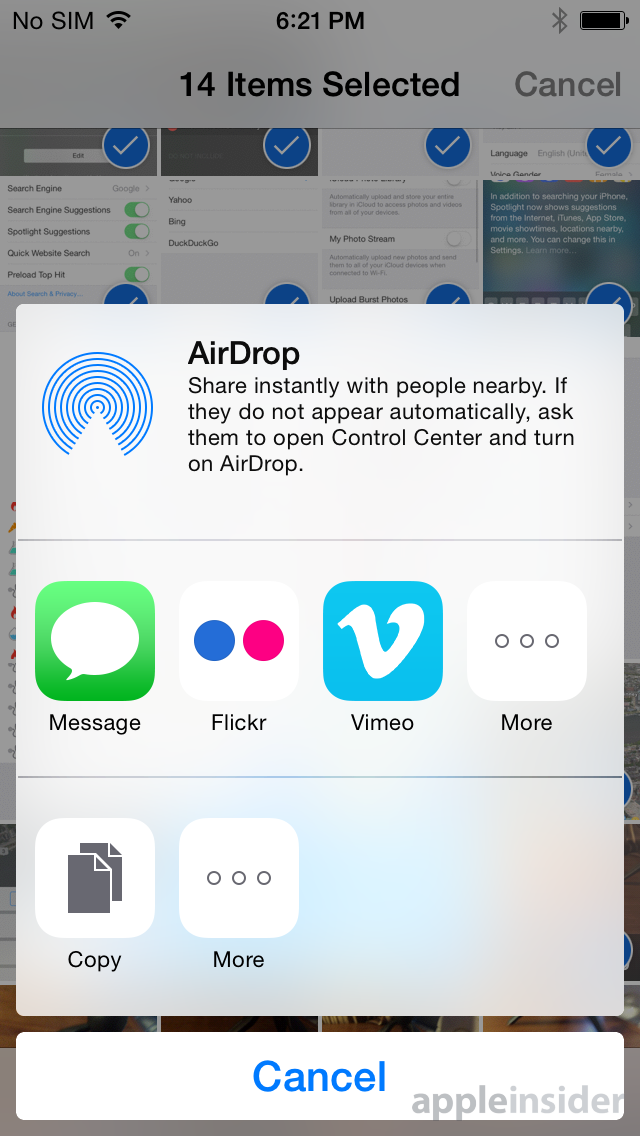 No SIM 6:21 PM
14 Items Selected Cancel
Edit
Language English (Unit
Voice Gender Female
Search Engine Google
Search Engine Suggestions
Spotlight Suggestions
Quick Website Search On
Preload Top Hit
About Search & Privacy...
GE
Google
Yahoo
Bing
DuckDuckGo
iCloud Photo Library
Automatically upload and store your entire
library in iCloud to access photos and videos
from all of your devices.
My Photo Stream
Automatically upload new photos and send
them to all of your iCloud devices when
connected to Wi-Fi.
Upload Burst Photos
In addition to searching your iPhone,
Spotlight now shows suggestions
from the Internet, iTunes, App Store,
movie showtimes, locations nearby,
and more. You can change this in
Settings. Learn more...
AirDrop
Share instantly with people nearby. If
they do not appear automatically, ask
them to open Control Center and turn
on AirDrop.
Message Flickr Vimeo More
Copy More
Cancel
appleinsider